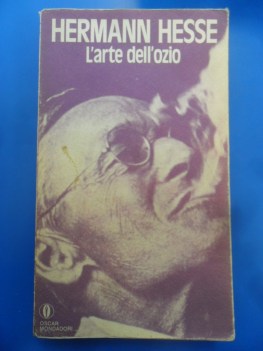 HERMANN HESSE
L'arte dell'ozio
OSCAR
MONDADORI